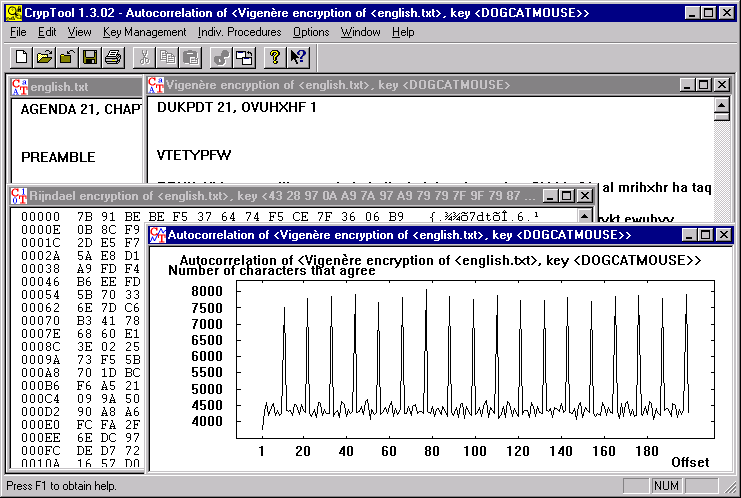 CrypTool 1.3.02 - Autocorrelation of <Vigenère encryption of <english.txt>, key <DOGCATMOUSE>>
File Edit View Key Management Indiv. Procedures Options Window Help
english.txt
AGENDA 21, CHAP
PREAMBLE
Vigenère encryption of <english.txt>, key <DOGCATMOUSE>
DUKPDT 21, OVUHXHF 1
VTETYPFW
al mrihxhr ha taq
Rijndael encryption of <english.txt>, key <43 28 97 0A A9 7A 97 A9 79 79 7F 9F 79 87 ...
00000 7B 91 BE BE F5 37 64 74 F5 CE 7F 36 06 B9 {.¾¾õ7dtõÎ.6.¹
0000E 0B 8C F9
0001C 2D E5 F7
0002A 5A E8 D1
00038 A9 FD F4
00046 B6 EE FD
00054 5B 70 33
00062 6E 7D C6
00070 B3 41 78
0007E 68 60 E1
0008C 3E 02 25
0009A 73 F5 5B
000A8 70 1D BC
000B6 F6 A5 21
000C4 09 9A 50
000D2 90 A8 A6
000E0 FC FA 2F
000EE 6E DC 97
000FC DE D7 72
0010A 16 57 D0
Autocorrelation of <Vigenère encryption of <english.txt>, key <DOGCATMOUSE>>
Autocorrelation of <Vigenère encryption of <english.txt>, key <DOGCATMOUSE>>
Number of characters that agree
8000
7500
7000
6500
6000
5500
5000
4500
4000
1 20 40 60 80 100 120 140 160 180
Offset
Press F1 to obtain help.
NUM